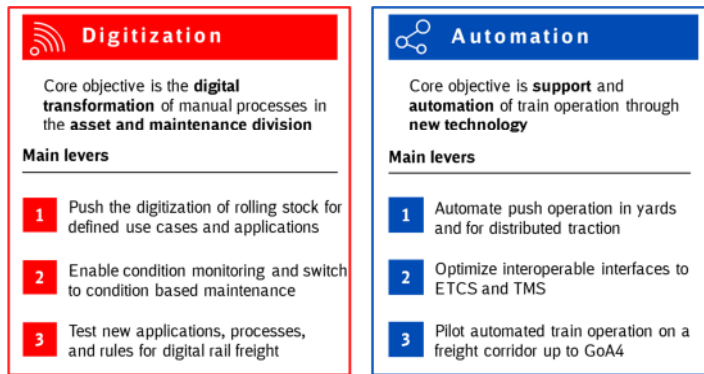 Digitization
Core objective is the digital
transformation of manual processes in
the asset and maintenance division
Main levers
1
Push the digitization of rolling stock for
defined use cases and applications
2
Enable condition monitoring and switch
to condition based maintenance
3
Test new applications, processes,
and rules for digital rail freight
Automation
Core objective is support and
automation of train operation through
new technology
Main levers
1
Automate push operation in yards
and for distributed traction
2
Optimize interoperable interfaces to
ETCS and TMS
3
Pilot automated train operation on a
freight corridor up to GoA4